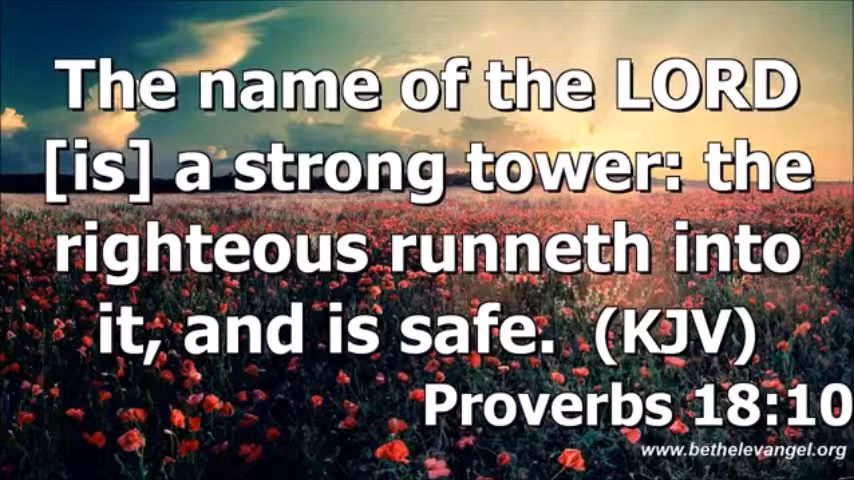 The name of the LORD
[is] a strong tower: the
righteous runneth into
it, and is safe. (KJV)
Proverbs 18:10
www.bethelevangel.org